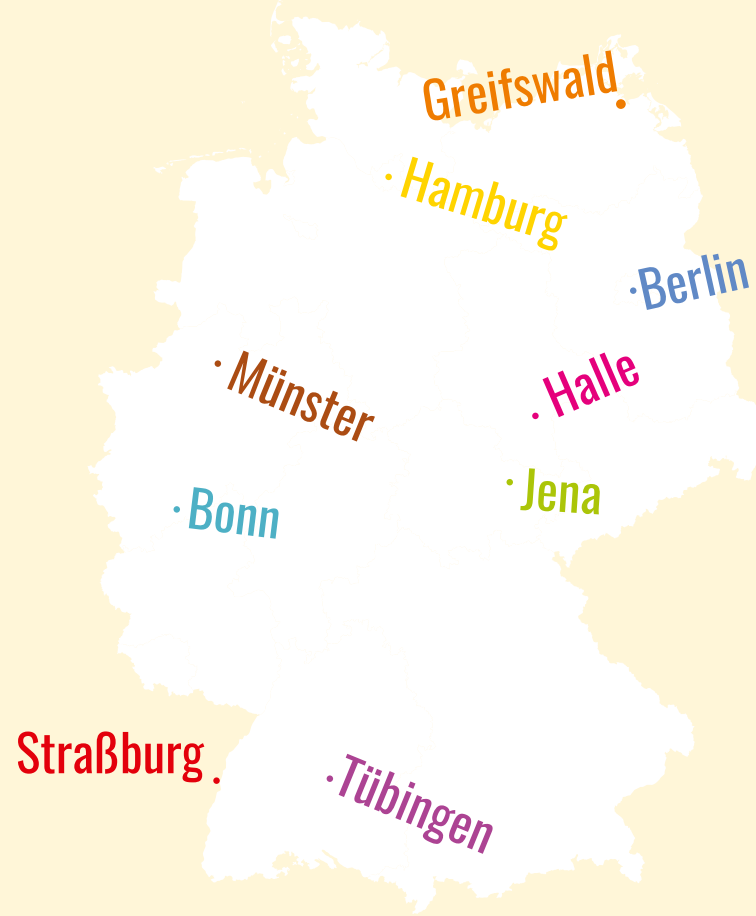 Greifswald
Hamburg
Berlin
Münster
Halle
Jena
Bonn
Straßburg
Tübingen